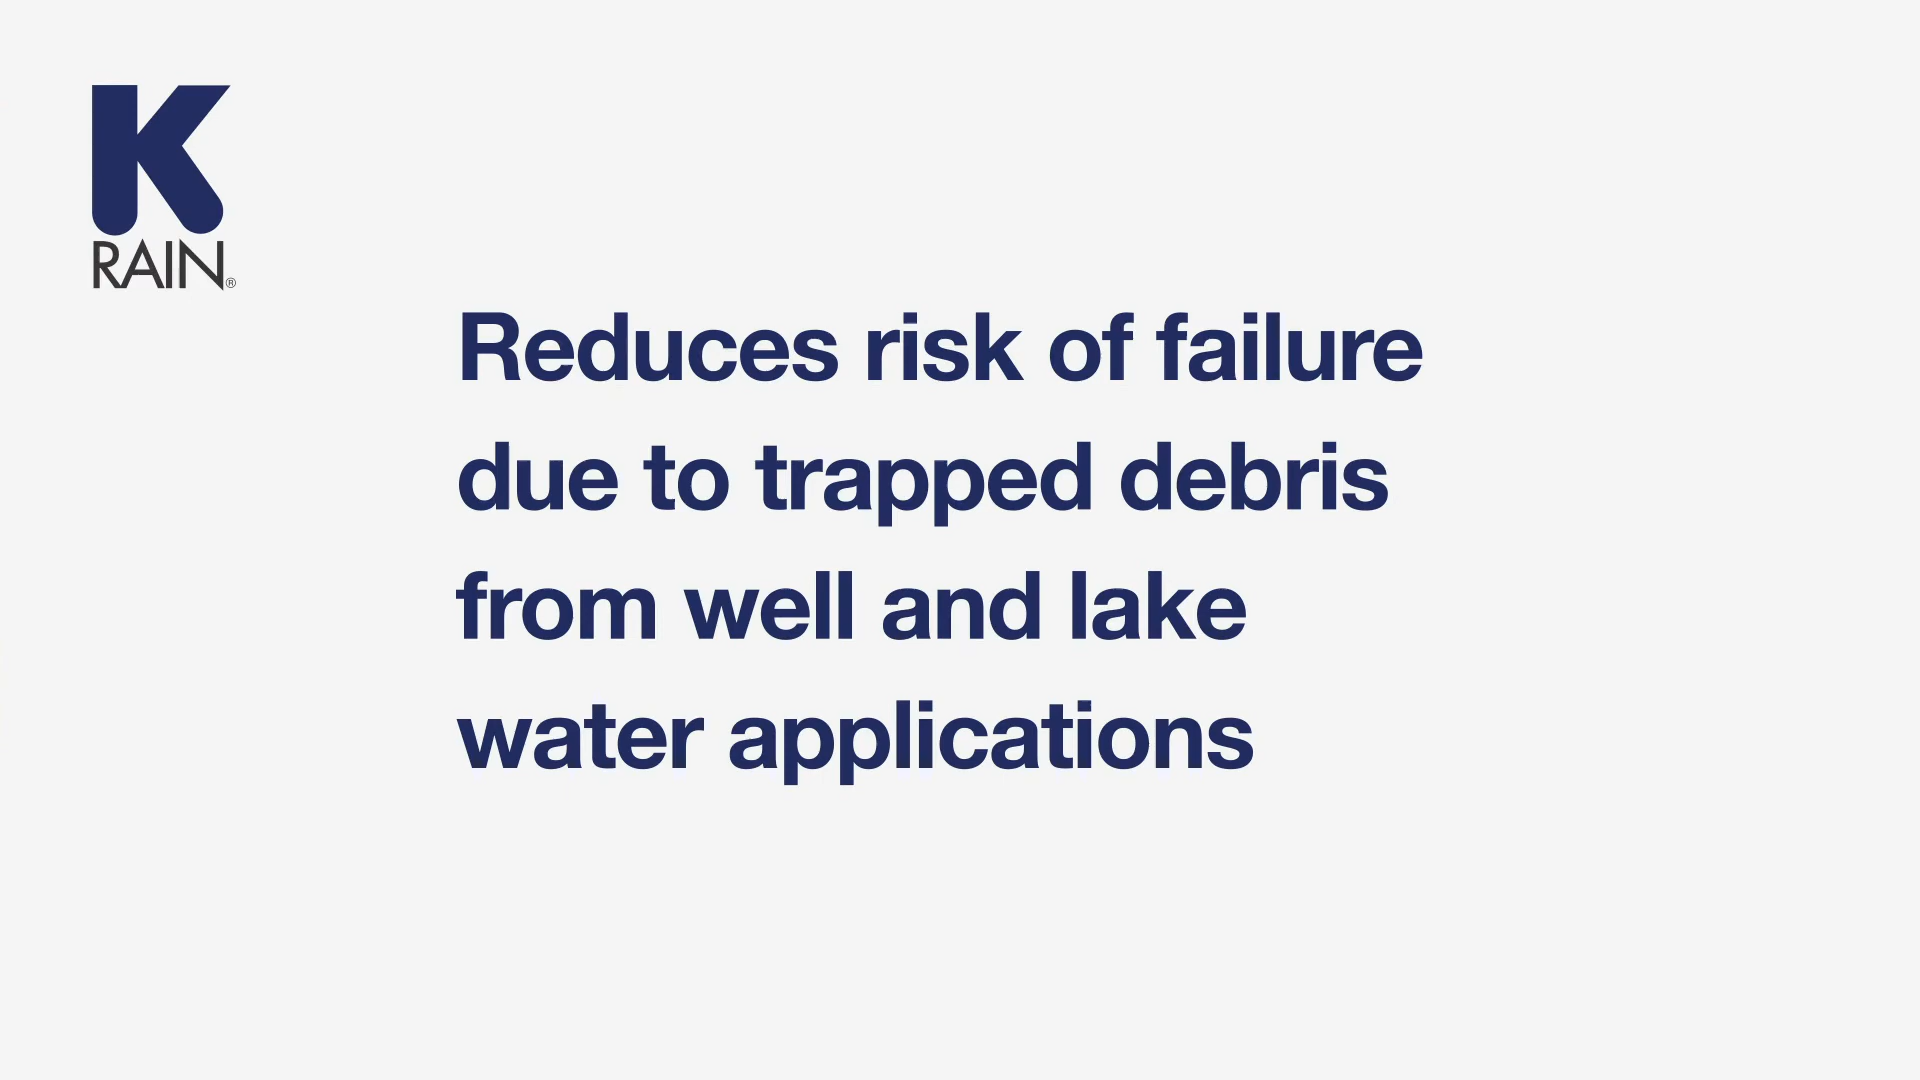 K
RAIN®
Reduces risk of failure
due to trapped debris
from well and lake
water applications